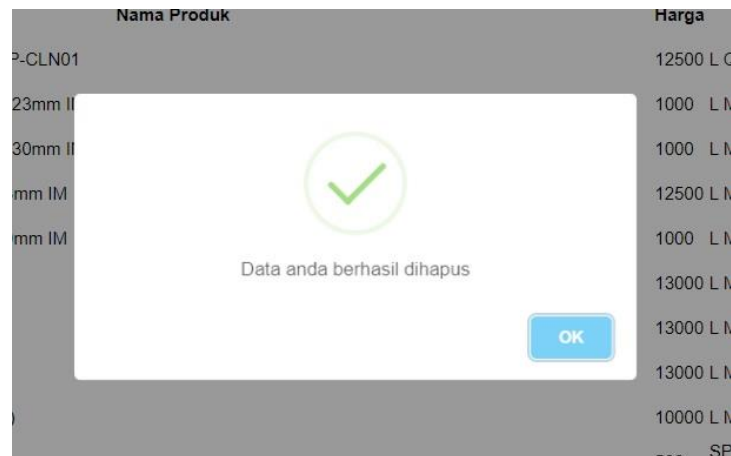 Nama Produk Harga
P-CLN01 12500 L
23mm 1000 L
30mm 1000 L
mm IM 12500 L
mm IM 1000 L
Data anda berhasil dihapus
13000 L
OK
13000 L
13000 L
) 10000 L
SP